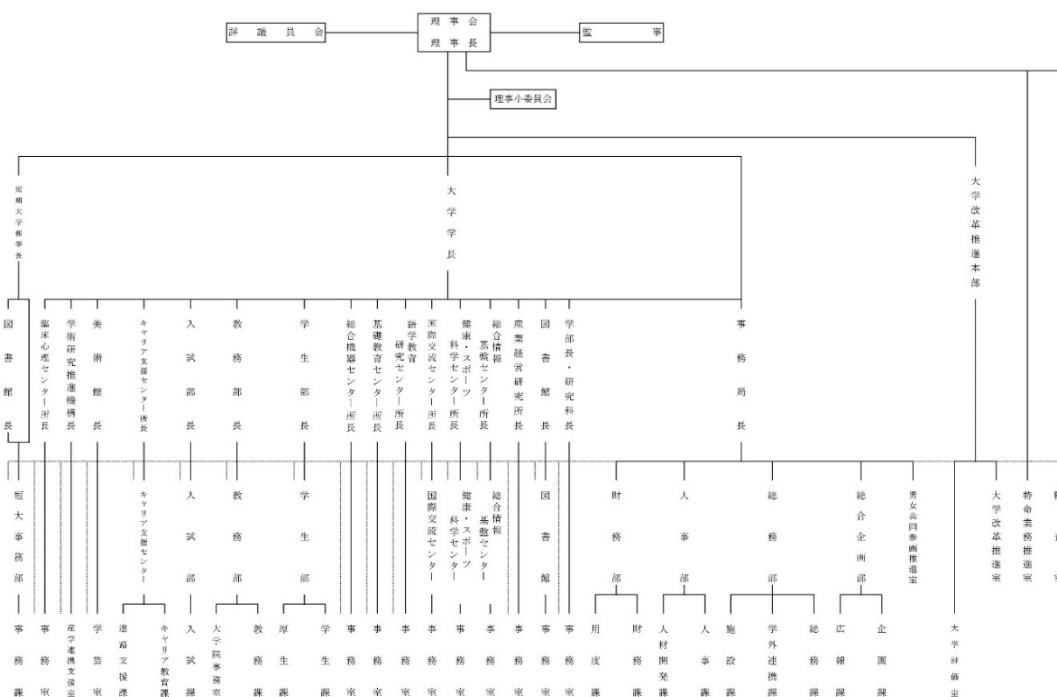 評議員会
理事会
理事長
監事
理事小委員会
短期大学部学長
大学学長
大学改革推進本部
図書館長
臨床心理センター所長
学術研究推進機構長
美術館長
キャリア支援センター所長
入試部長
教務部長
学生部長
総合機器センター所長
基礎教育センター所長
語学教育
研究センター所長
国際交流センター所長
健康・スポーツ
科学センター所長
総合情報
基盤センター所長
産業経営研究所長
図書館長
学部長・研究科長
事務局長
短大事務部
キャリア支援センター
入試部
教務部
学生部
国際交流センター
健康・スポーツ
科学センター
総合情報
基盤センター
図書館
財務部
人事部
総務部
総合企画部
男女共同参画推進室
大学改革推進室
特命業務推進室
事務課
事務室
産学連携支援室
学芸室
進路支援課
キャリア教育課
入試課
大学院事務室
教務課
厚生課
学生課
事務室
事務室
事務室
事務課
事務室
事務課
事務室
事務課
事務室
用度課
財務課
人材開発課
人事課
施設課
学外連携課
総務課
広報課
企画課
大学評価室